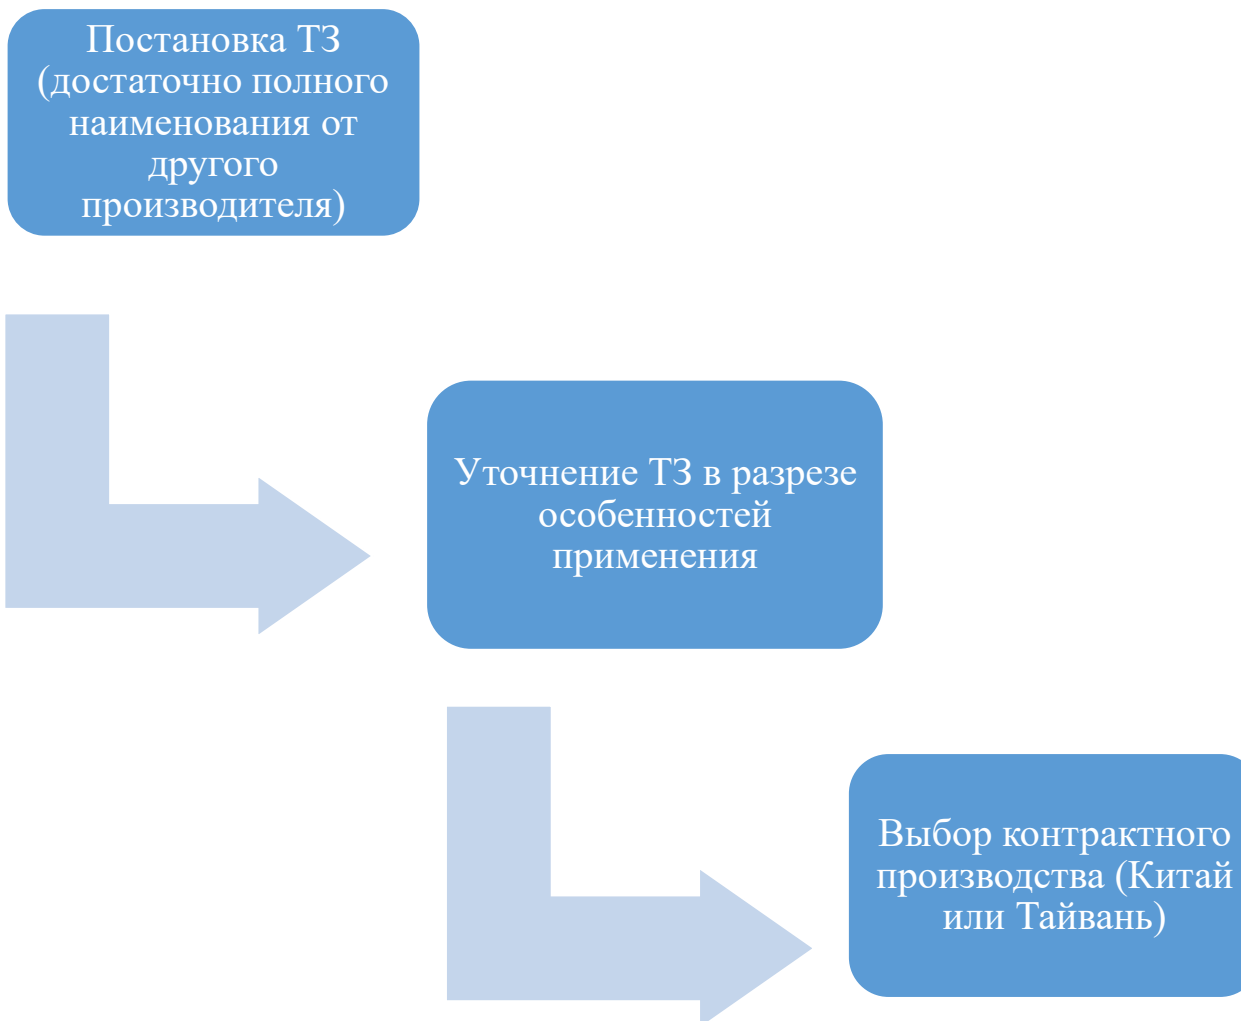 Постановка ТЗ
(достаточно полного
наименования от
другого
производителя)
Уточнение ТЗ в разрезе
особенностей
применения
Выбор контрактного
производства (Китай
или Тайвань)